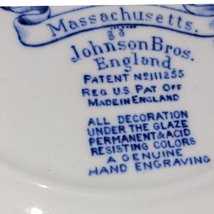 Massachusetts.
Johnson Bros.
England
PATENT No 111255
REG U.S PAT OFF
MADE IN ENGLAND
ALL DECORATION
UNDER THE GLAZE
PERMANENT & ACID
RESISTING COLORS
A GENUINE
HAND ENGRAVING